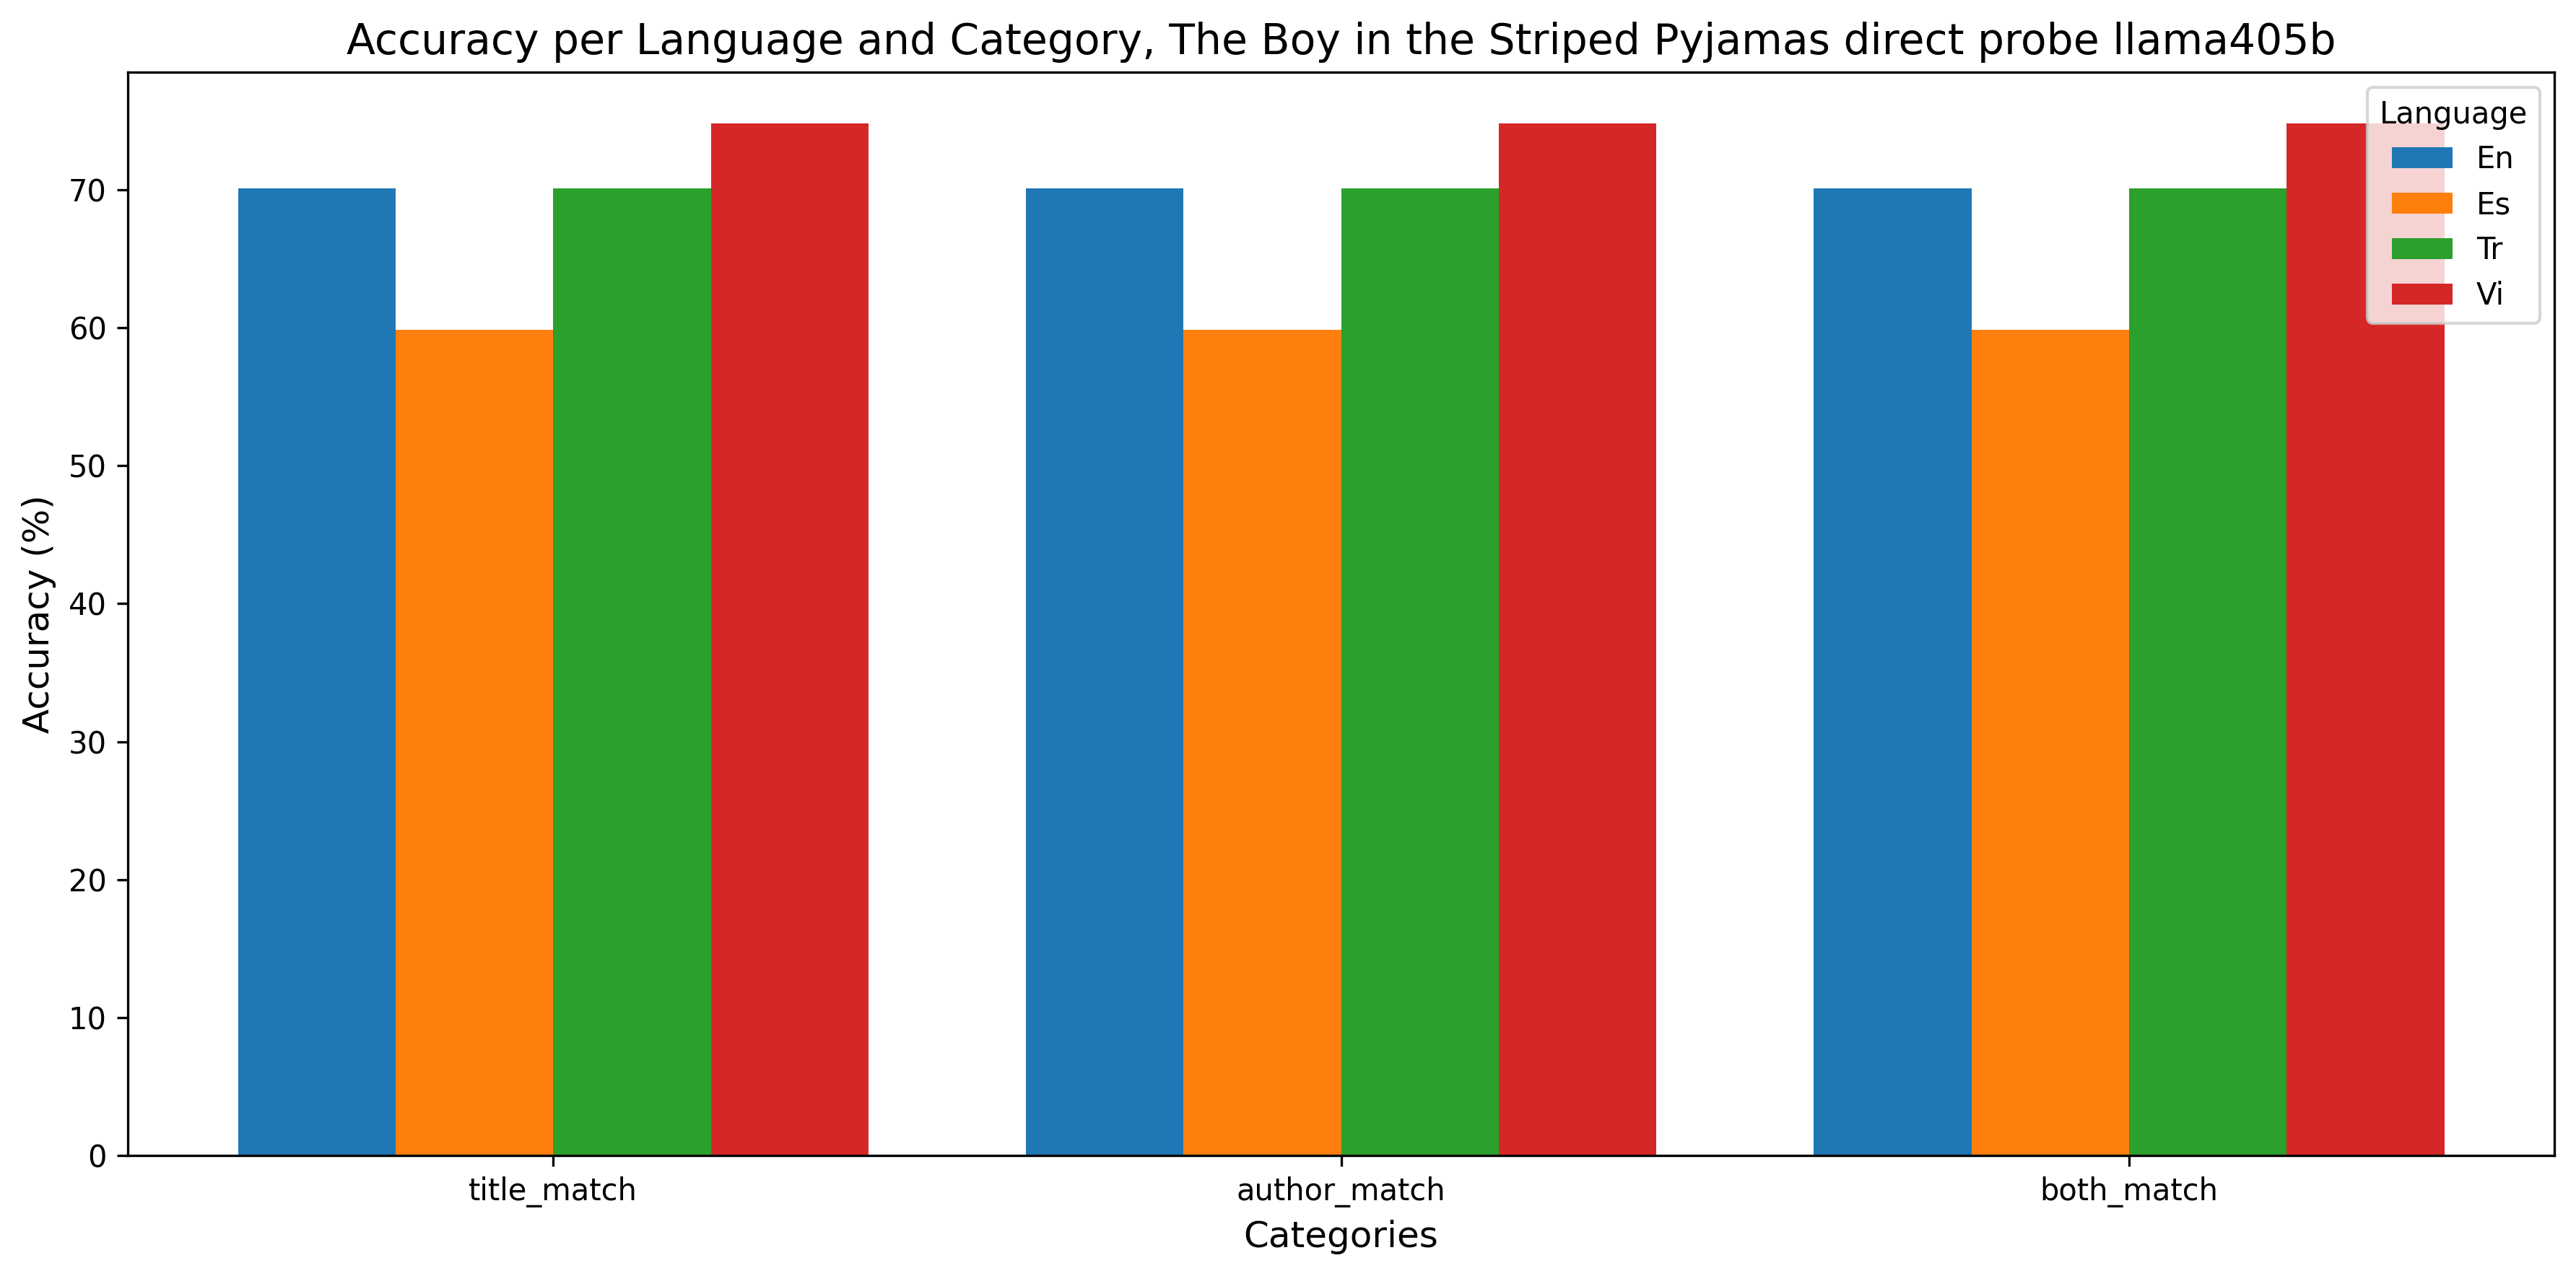 Accuracy per Language and Category, The Boy in the Striped Pyjamas direct probe llama405b
Language
En
Es
Tr
Vi
Accuracy (%)
70
60
50
40
30
20
10
0
title_match
author_match
both_match
Categories